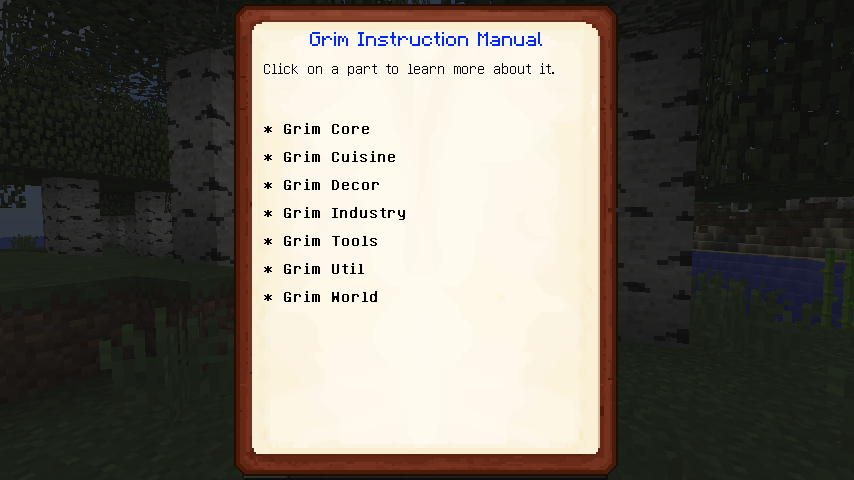 Grim Instruction Manual
Click on a part to learn more about it.
* Grim Core
* Grim Cuisine
* Grim Decor
* Grim Industry
* Grim Tools
* Grim Util
* Grim World